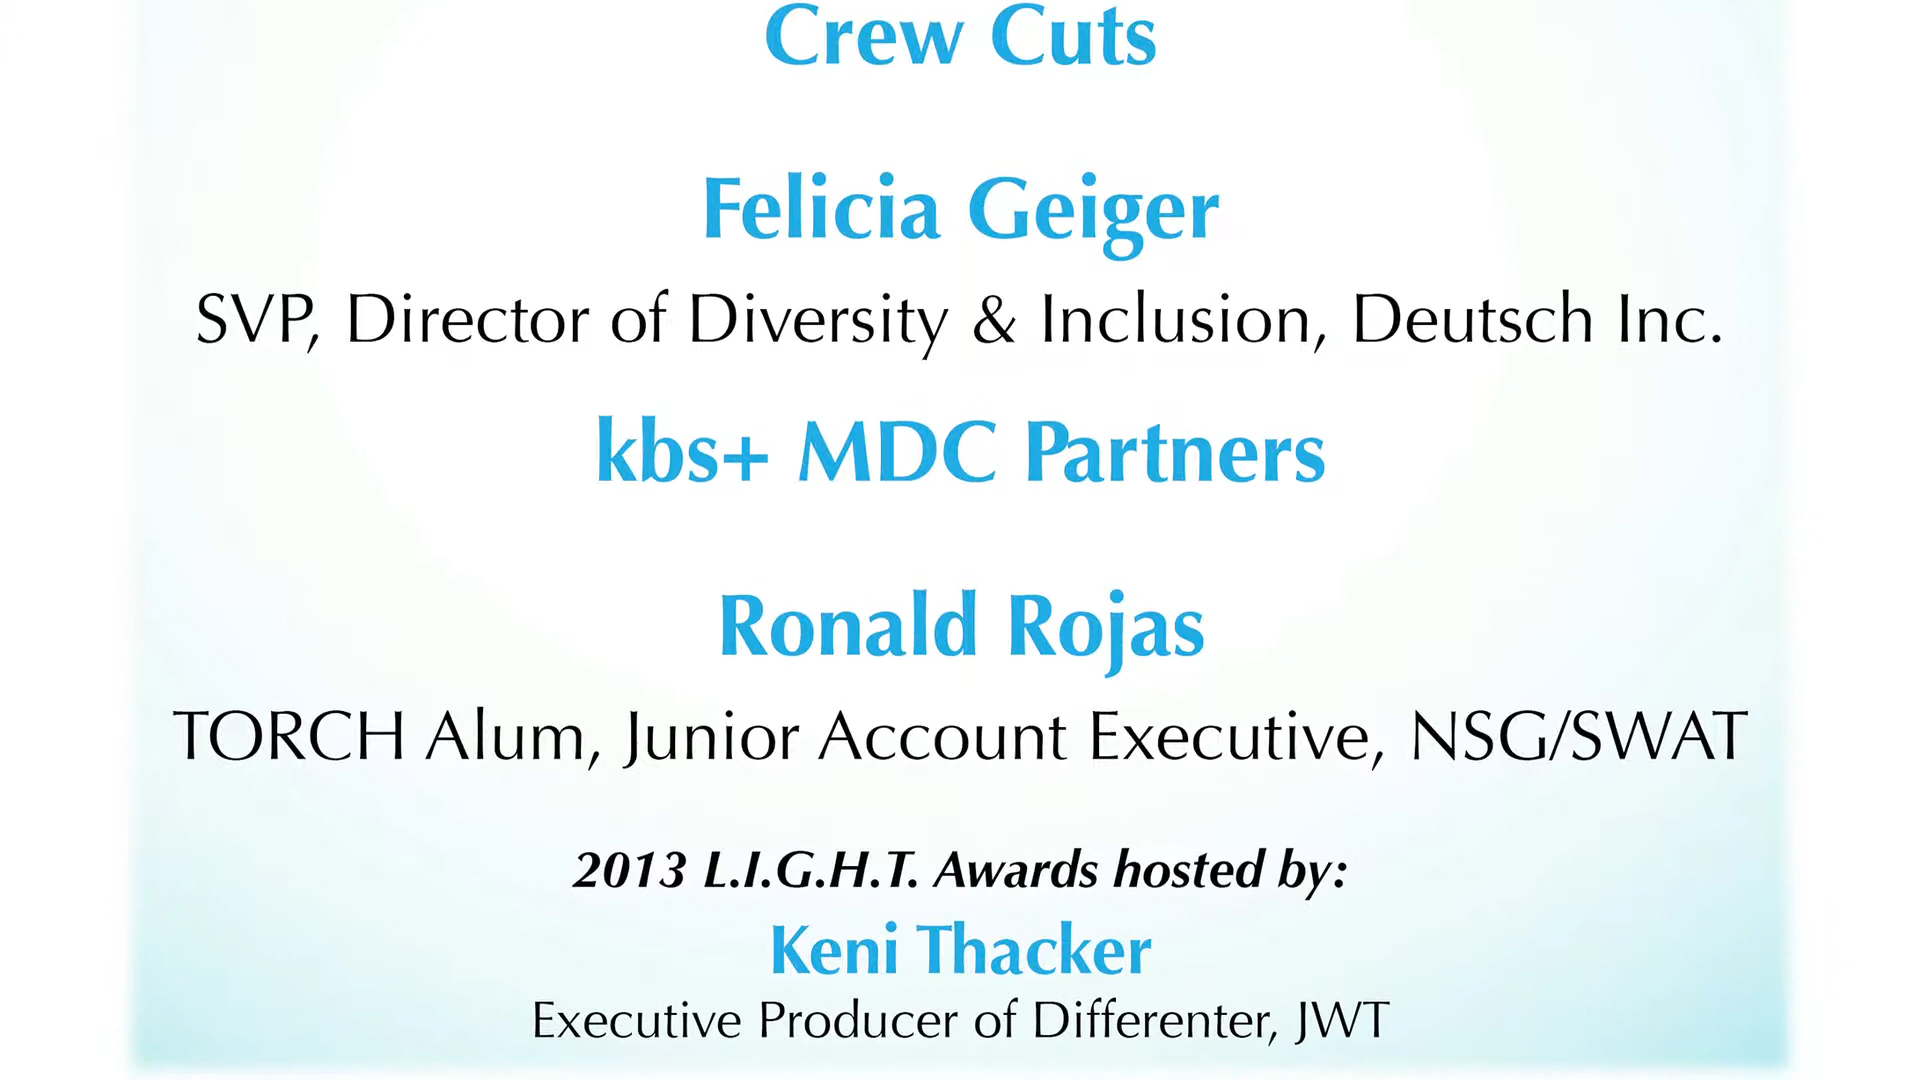 Crew Cuts
Felicia Geiger
SVP, Director of Diversity & Inclusion, Deutsch Inc.
kbs+ MDC Partners
Ronald Rojas
TORCH Alum, Junior Account Executive, NSG/SWAT
2013 L.I.G.H.T. Awards hosted by:
Keni Thacker
Executive Producer of Differenter, JWT